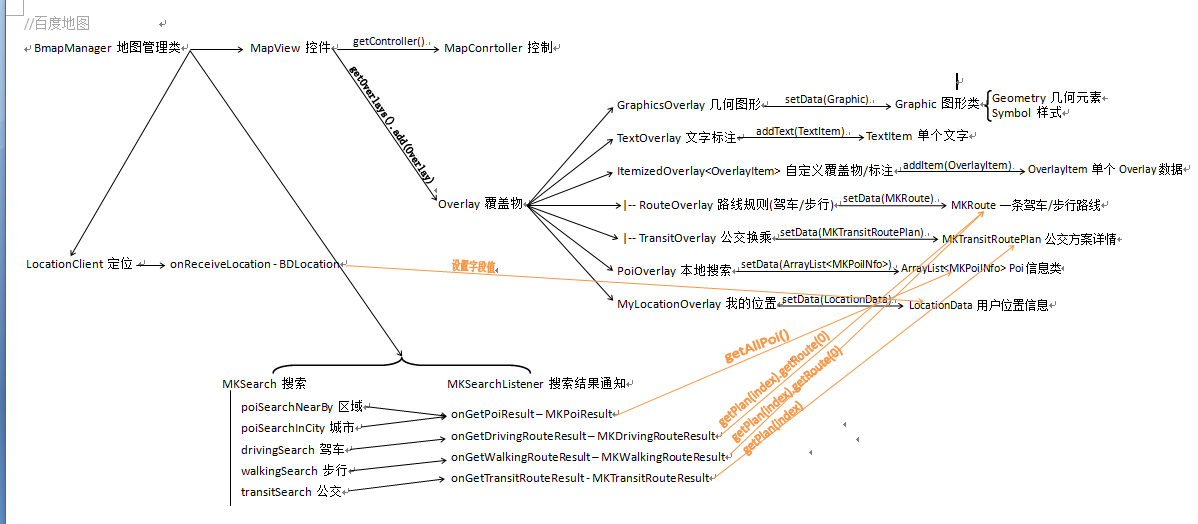 //百度地图
BmapManager 地图管理类
MapView 控件
getController().
MapConrtoller 控制
getOverlays().add(Overlay)
GraphicsOverlay 几何图形
setData(Graphic).
Graphic 图形类
Geometry 几何元素
Symbol 样式
TextOverlay 文字标注
addText(TextItem).
TextItem 单个文字
ItemizedOverlay<OverlayItem> 自定义覆盖物/标注
addItem(OverlayItem)
OverlayItem 单个 Overlay 数据
Overlay 覆盖物
|-- RouteOverlay 路线规则(驾车/步行)
setData(MKRoute).
MKRoute 一条驾车/步行路线
|-- TransitOverlay 公交换乘
setData(MKTransitRoutePlan).
MKTransitRoutePlan 公交方案详情
LocationClient 定位
onReceiveLocation - BDLocation
设置字段值
PoiOverlay 本地搜索
setData(ArrayList<MKPoiINfo>)
ArrayList<MKPoiINfo> Poi 信息类
MyLocationOverlay 我的位置
setData(LocationData)
LocationData 用户位置信息
getAllPoi()
getPlan(index).getRoute(0)
getPlan(index).getRoute(0)
getPlan(index)
MKSearch 搜索
MKSearchListener 搜索结果通知
poiSearchNearBy 区域
onGetPoiResult – MKPoiResult
poiSearchInCity 城市
drivingSearch 驾车
onGetDrivingRouteResult – MKDrivingRouteResult
walkingSearch 步行
onGetWalkingRouteResult – MKWalkingRouteResult
transitSearch 公交
onGetTransitRouteResult - MKTransitRouteResult